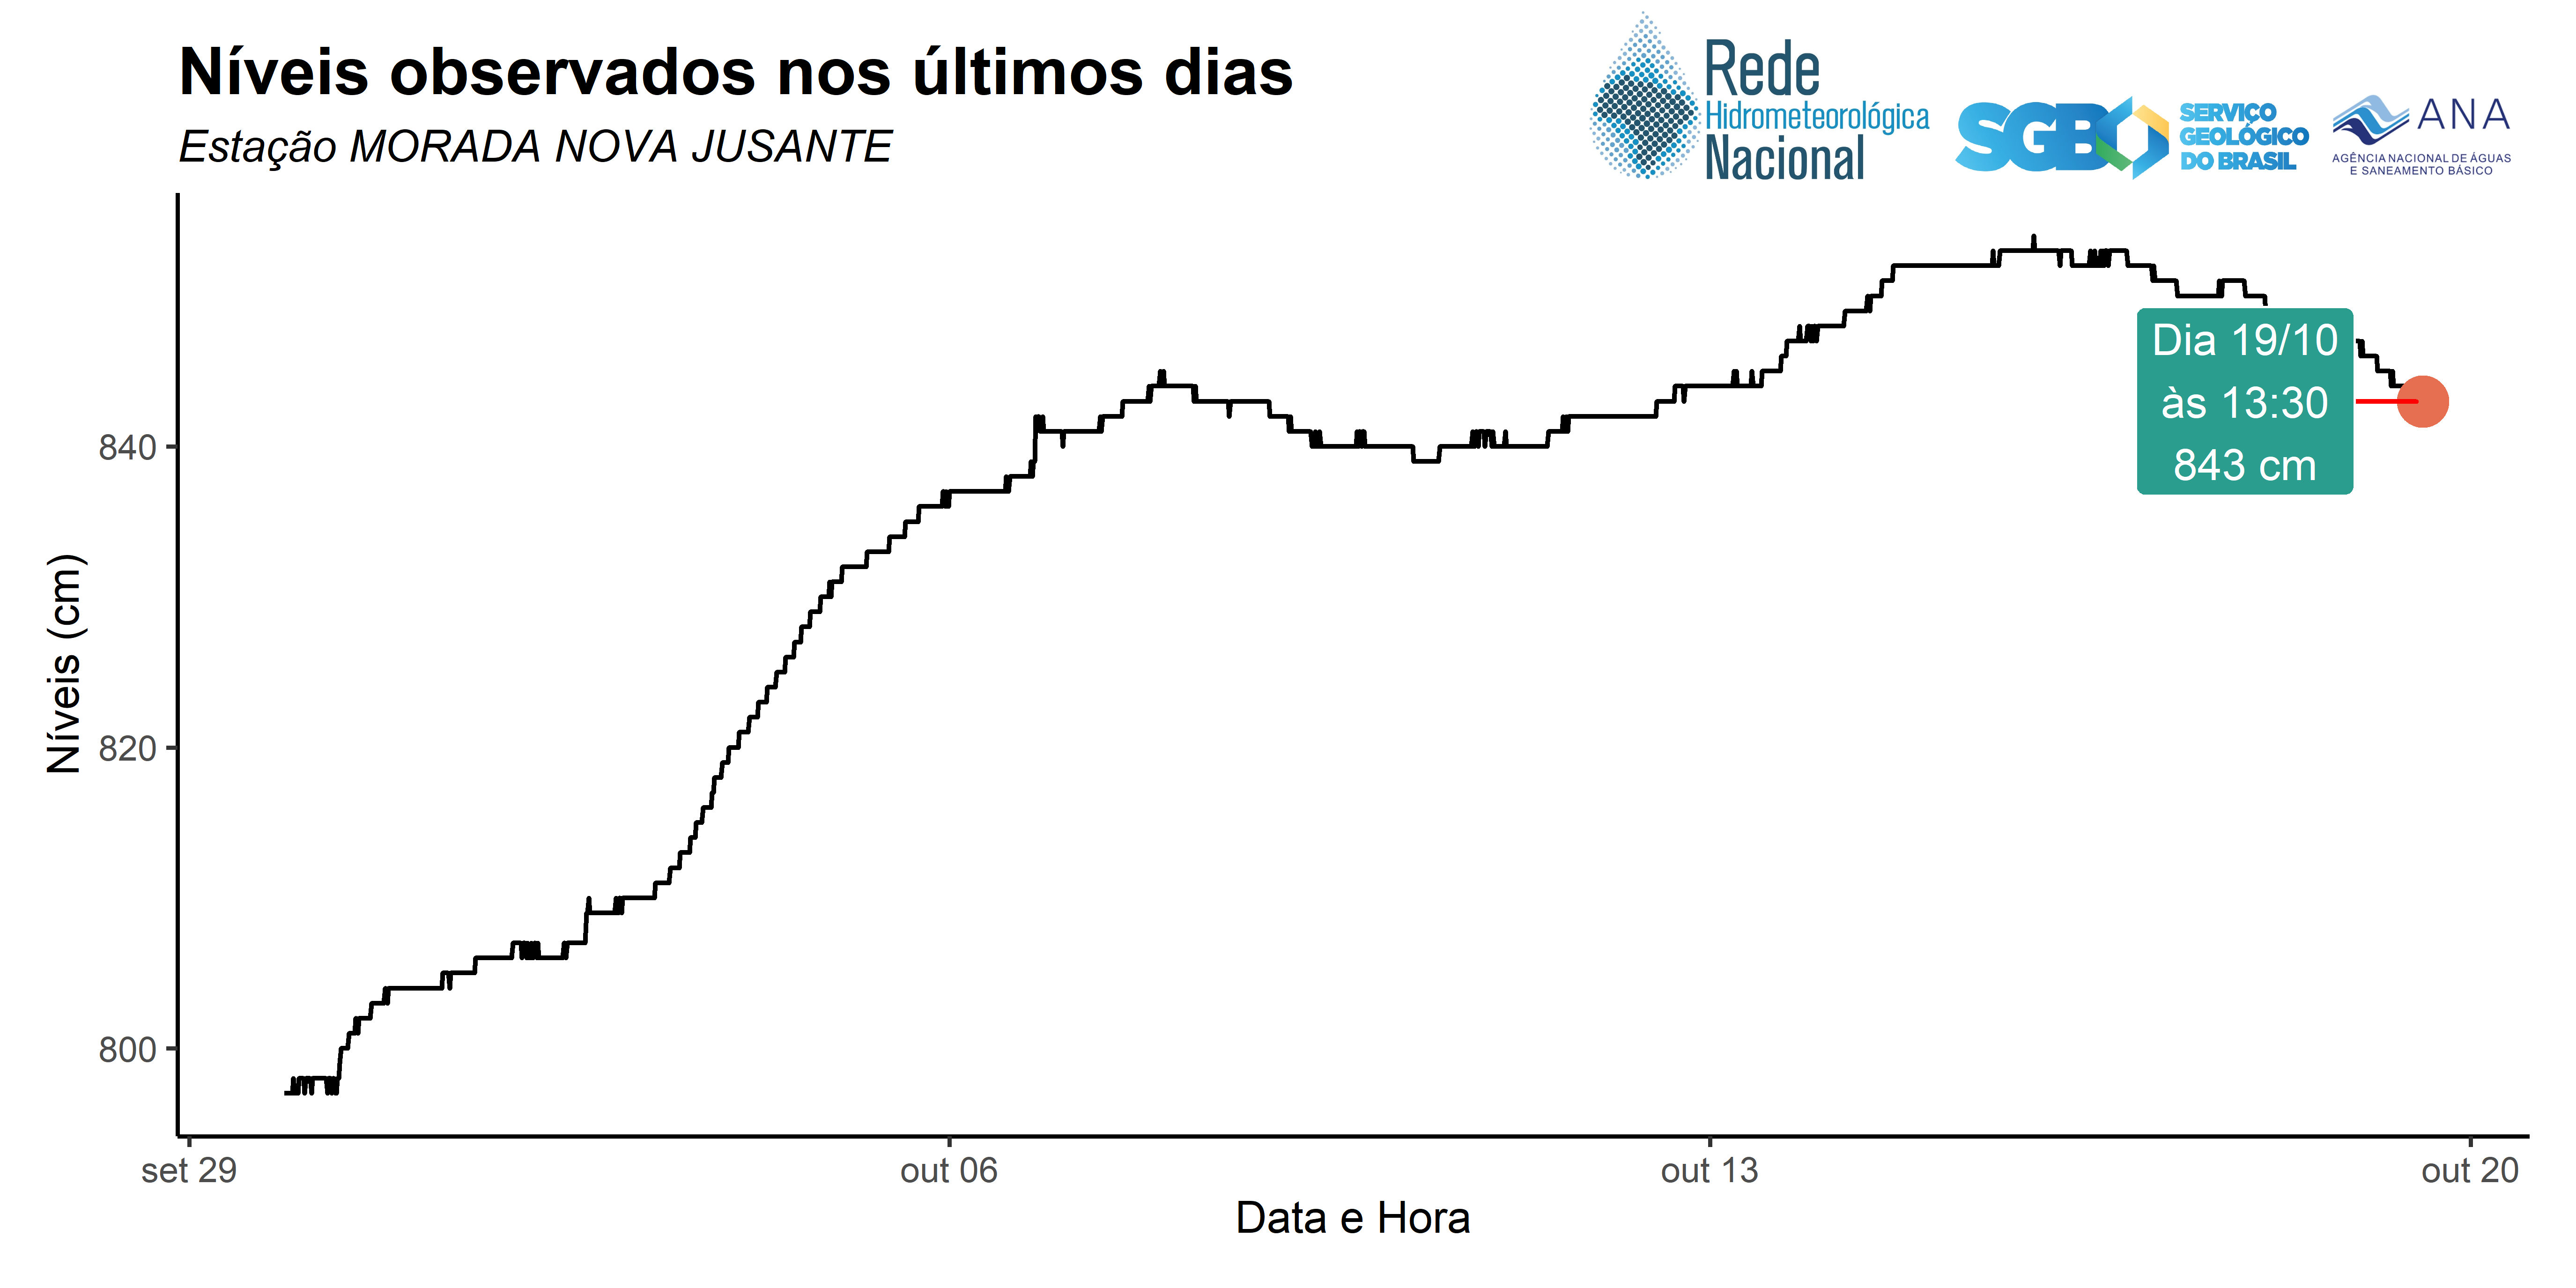 Níveis observados nos últimos dias
Estação MORADA NOVA JUSANTE
Rede
Hidrometeorológica
Nacional
SGB
SERVIÇO
GEOLÓGICO
DO BRASIL
ANA
AGÊNCIA NACIONAL DE ÁGUAS
E SANEAMENTO BÁSICO
Níveis (cm)
840
820
800
Dia 19/10
às 13:30
843 cm
set 29
out 06
out 13
out 20
Data e Hora